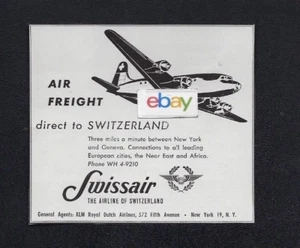 AIR
FREIGHT
ebay
direct to SWITZERLAND
Three miles a minute between New York
and Geneva. Connections to all leading
European cities, the Near East and Africa.
Phone WH 4-9210
Swissair
THE AIRLINE OF SWITZERLAND
General Agents: KLM Royal Dutch Airlines, 572 Fifth Avenue • New York 19, N. Y.